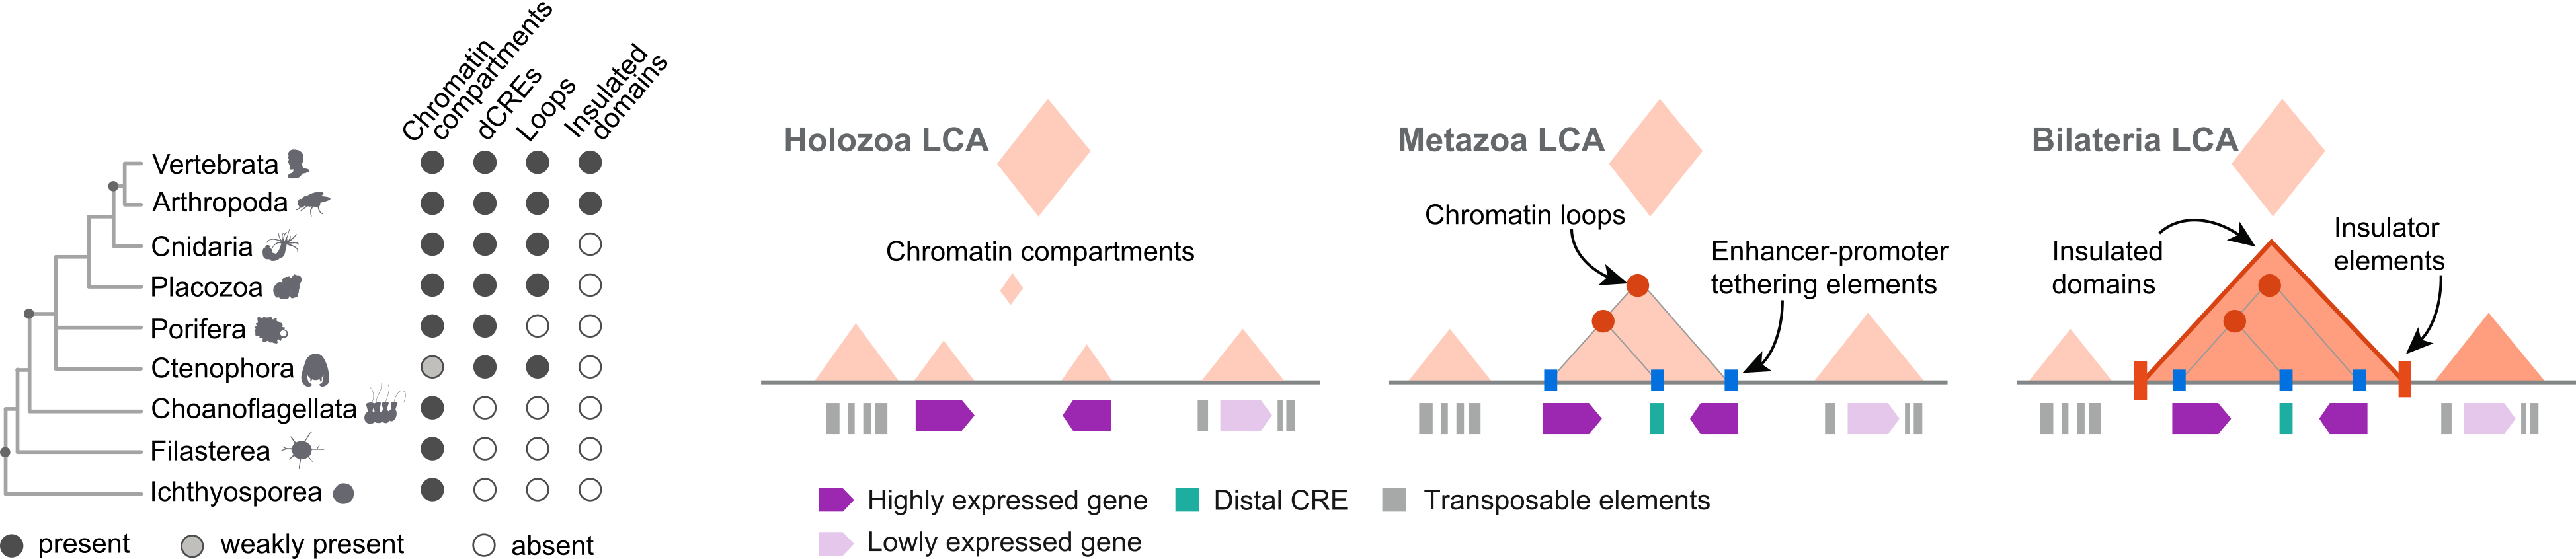 Chromatin
compartments
dCREs
Loops
Insulated
domains
Vertebrata
Arthropoda
Cnidaria
Placozoa
Porifera
Ctenophora
Choanoflagellata
Filasterea
Ichthyosporea
present
weakly present
absent
Holozoa LCA
Chromatin compartments
Metazoa LCA
Chromatin loops
Enhancer-promoter
tethering elements
Bilateria LCA
Insulated
domains
Insulator
elements
Highly expressed gene
Distal CRE
Transposable elements
Lowly expressed gene